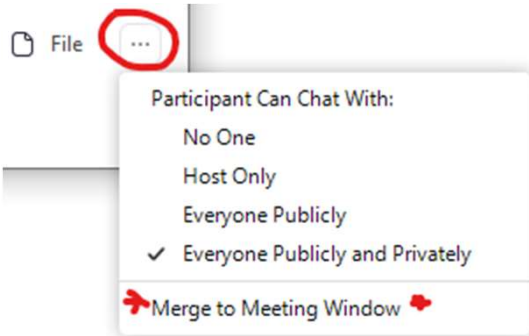 File ...
Participant Can Chat With:
No One
Host Only
Everyone Publicly
✓ Everyone Publicly and Privately
Merge to Meeting Window